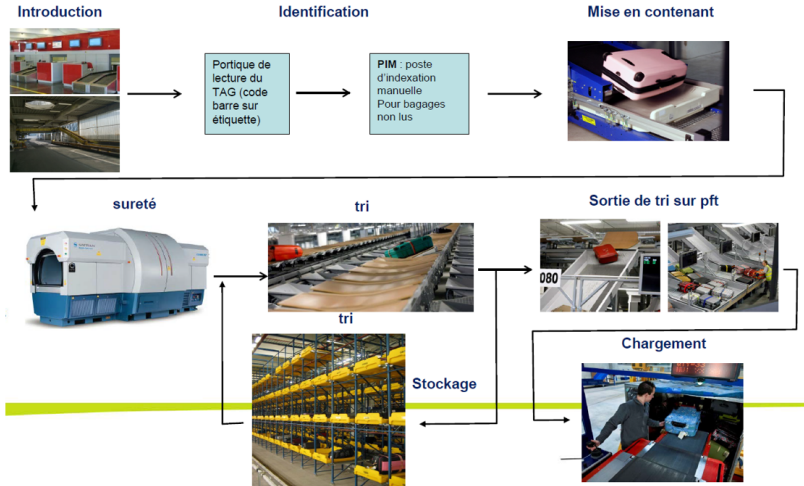 Introduction
Identification
Mise en contenant
Portique de
lecture du
TAG (code
barre sur
étiquette)
PIM : poste
d'indexation
manuelle
Pour bagages
non lus
sureté
tri
Sortie de tri sur pft
080
tri
Stockage
Chargement